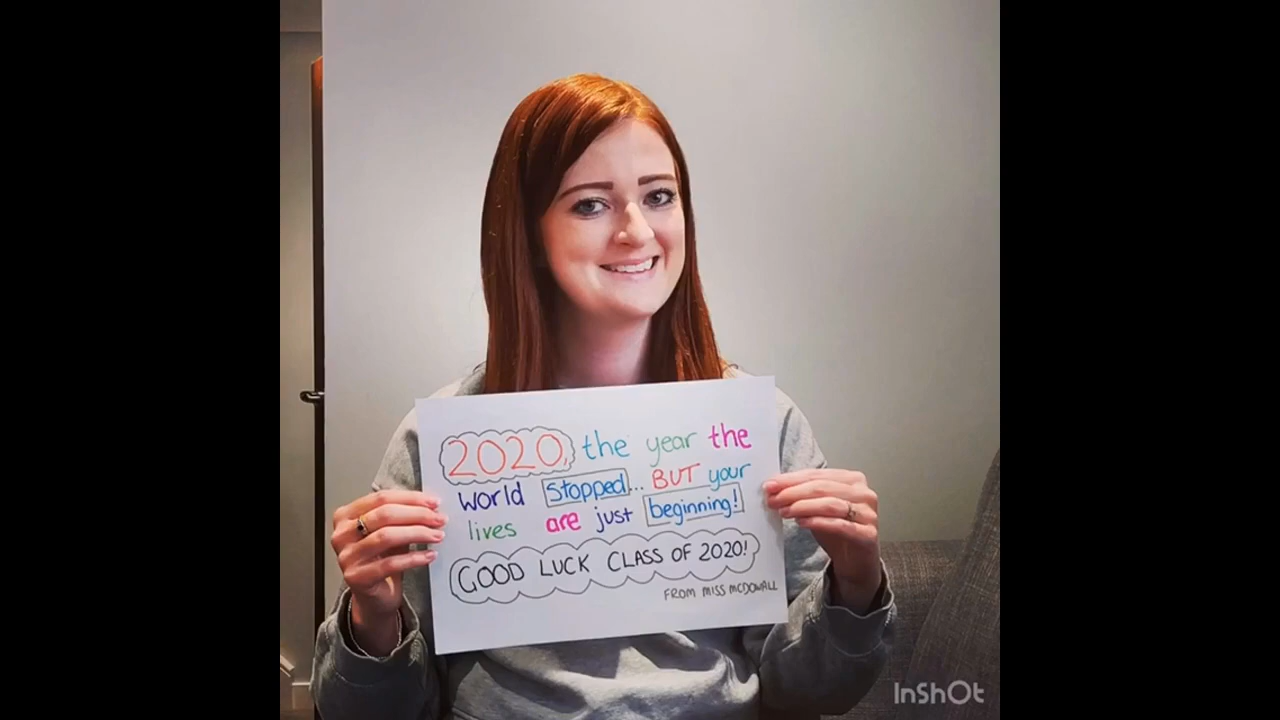 2020, the year the
world stopped... BUT your
lives are just beginning!
GOOD LUCK CLASS OF 2020!
FROM MISS MCDOWALL
InShOt